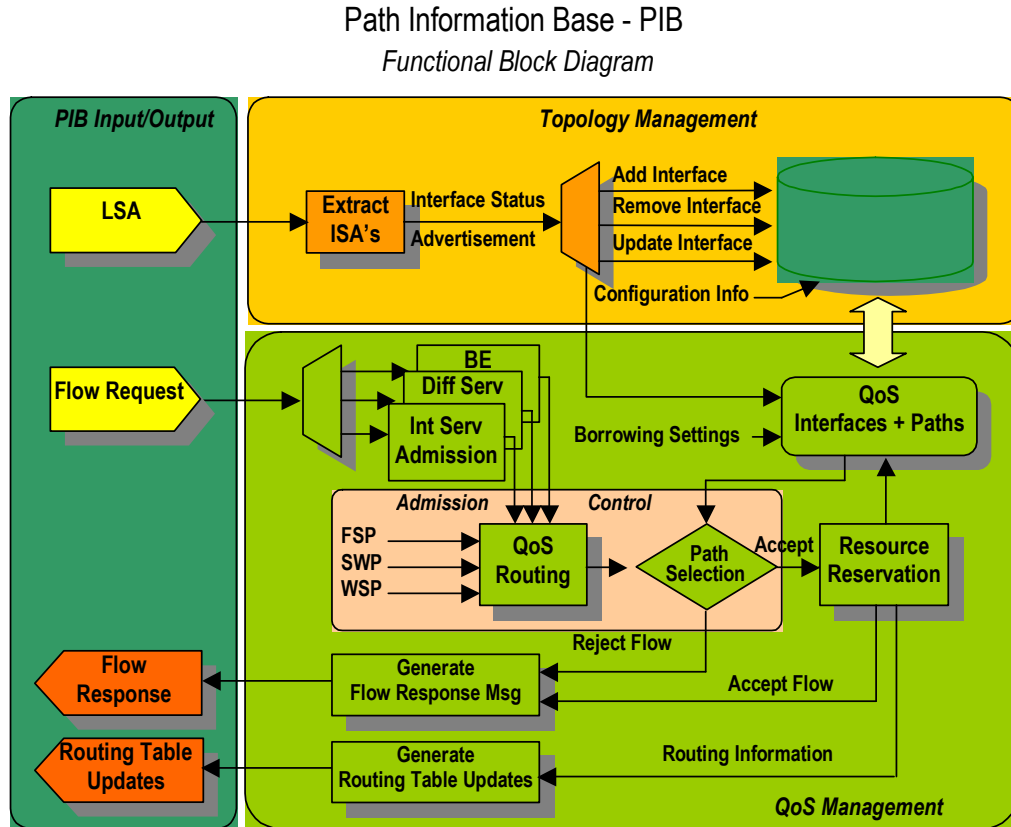 Path Information Base - PIB
Functional Block Diagram
PIB Input/Output
Topology Management
LSA
Extract
ISA's
Interface Status
Advertisement
Add Interface
Remove Interface
Update Interface
Configuration Info
Flow Request
BE
Diff Serv
Int Serv
Admission
QoS
Interfaces + Paths
Borrowing Settings
Admission Control
FSP
SWP
WSP
QoS
Routing
Path
Selection
Accept
Resource
Reservation
Reject Flow
Flow
Response
Generate
Flow Response Msg
Accept Flow
Routing Table
Updates
Generate
Routing Table Updates
Routing Information
QoS Management